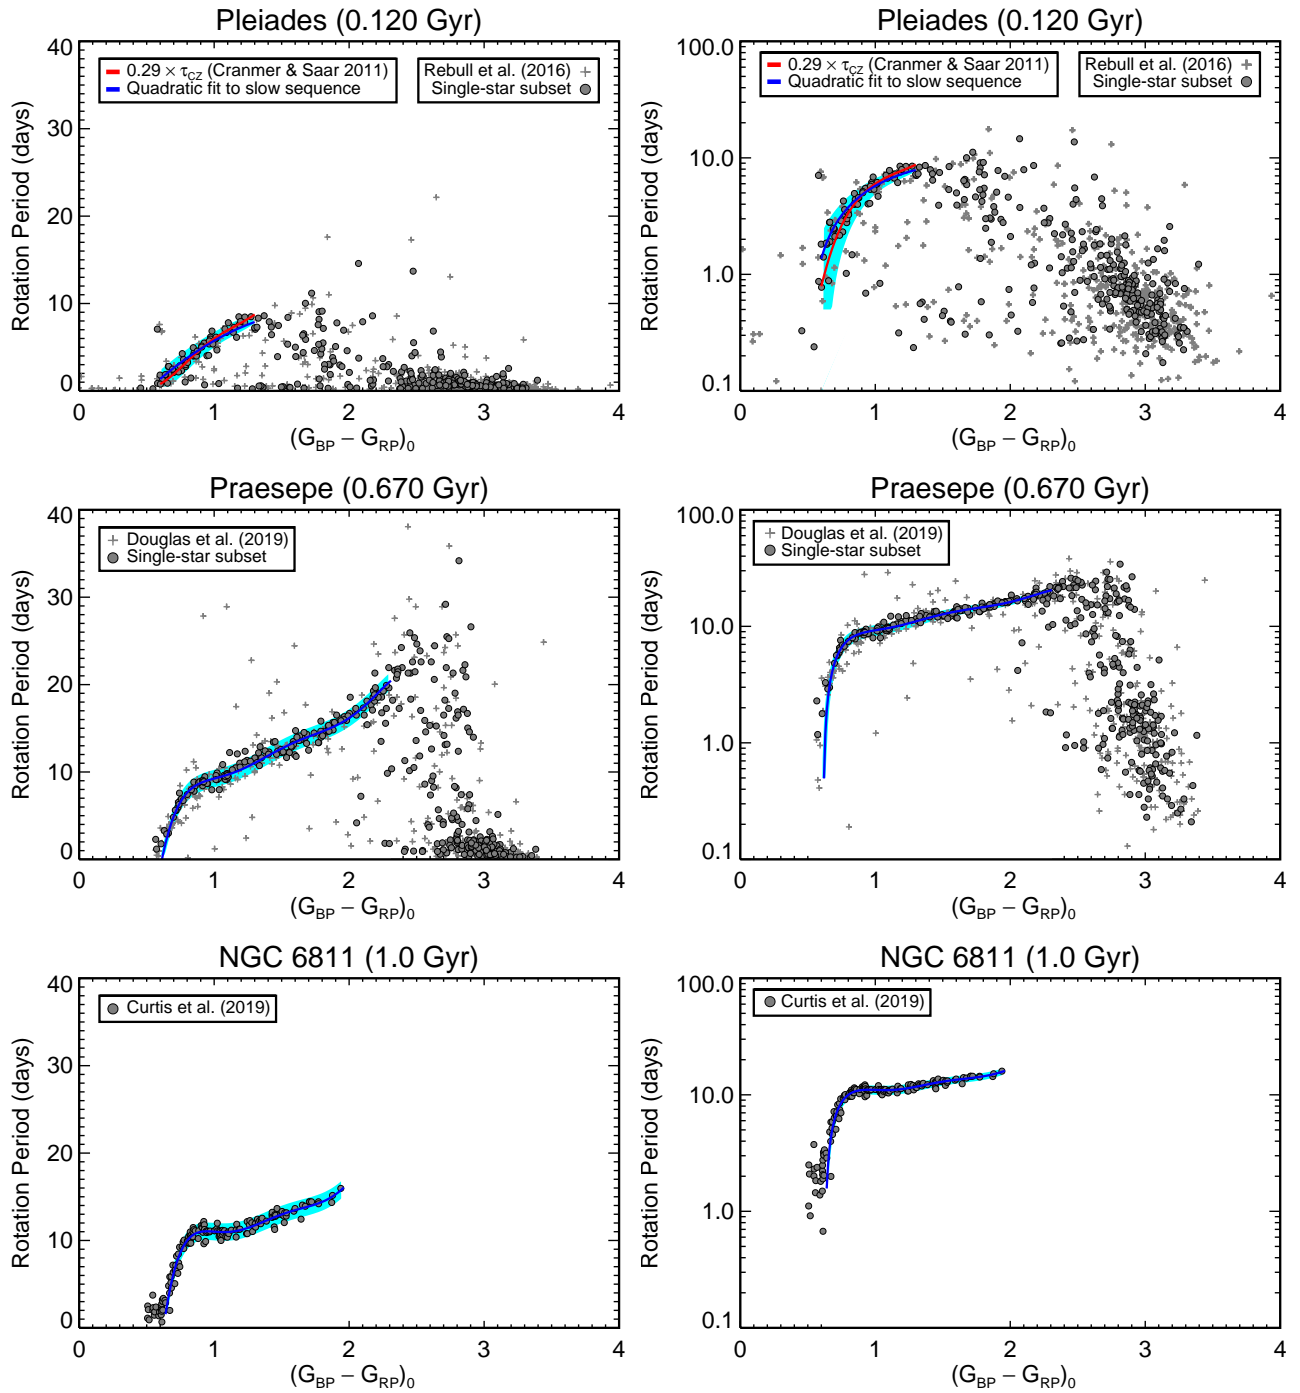 Pleiades (0.120 Gyr)
40
30
20
10
0
Rotation Period (days)
0.29 × τCZ (Cranmer & Saar 2011)
Quadratic fit to slow sequence
Rebull et al. (2016)
Single-star subset
0 1 2 3 4
(GBP − GRP)0
Pleiades (0.120 Gyr)
100.0
10.0
1.0
0.1
Rotation Period (days)
0.29 × τCZ (Cranmer & Saar 2011)
Quadratic fit to slow sequence
Rebull et al. (2016)
Single-star subset
0 1 2 3 4
(GBP − GRP)0
Praesepe (0.670 Gyr)
40
30
20
10
0
Rotation Period (days)
Douglas et al. (2019)
Single-star subset
0 1 2 3 4
(GBP − GRP)0
Praesepe (0.670 Gyr)
100.0
10.0
1.0
0.1
Rotation Period (days)
Douglas et al. (2019)
Single-star subset
0 1 2 3 4
(GBP − GRP)0
NGC 6811 (1.0 Gyr)
40
30
20
10
0
Rotation Period (days)
Curtis et al. (2019)
0 1 2 3 4
(GBP − GRP)0
NGC 6811 (1.0 Gyr)
100.0
10.0
1.0
0.1
Rotation Period (days)
Curtis et al. (2019)
0 1 2 3 4
(GBP − GRP)0